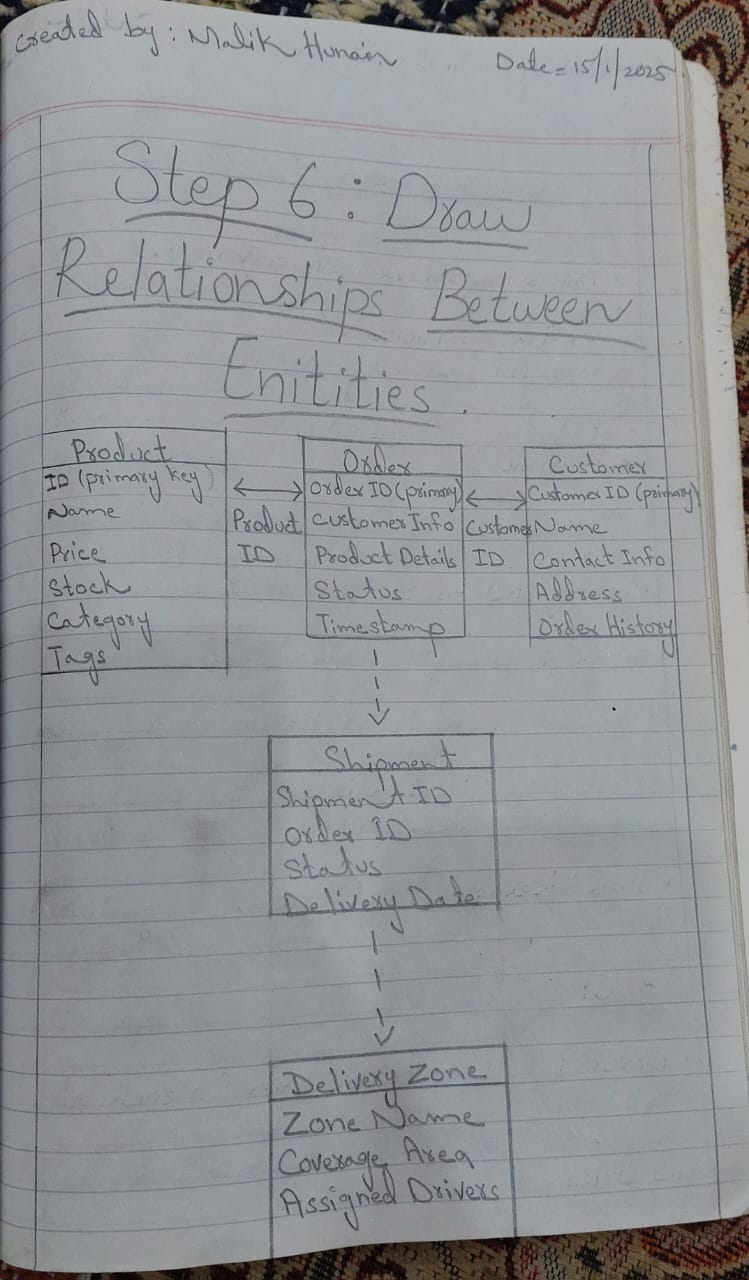 Created by: Malik Hunain
Date = 15/1/2025
Step 6: Draw
Relationships Between
Enitities.
Product
ID (primary key)
Name
Price
Stock
Category
Tags
Product
ID
Order
Order ID (primary)
Customer Info
Product Details
Status
Timestamp
Customer
ID
Customer
Customer ID (primary)
Name
Contact Info
Address
Order History
Shipment
Shipment ID
Order ID
Status
Delivery Date
Delivery Zone
Zone Name
Coverage Area
Assigned Drivers